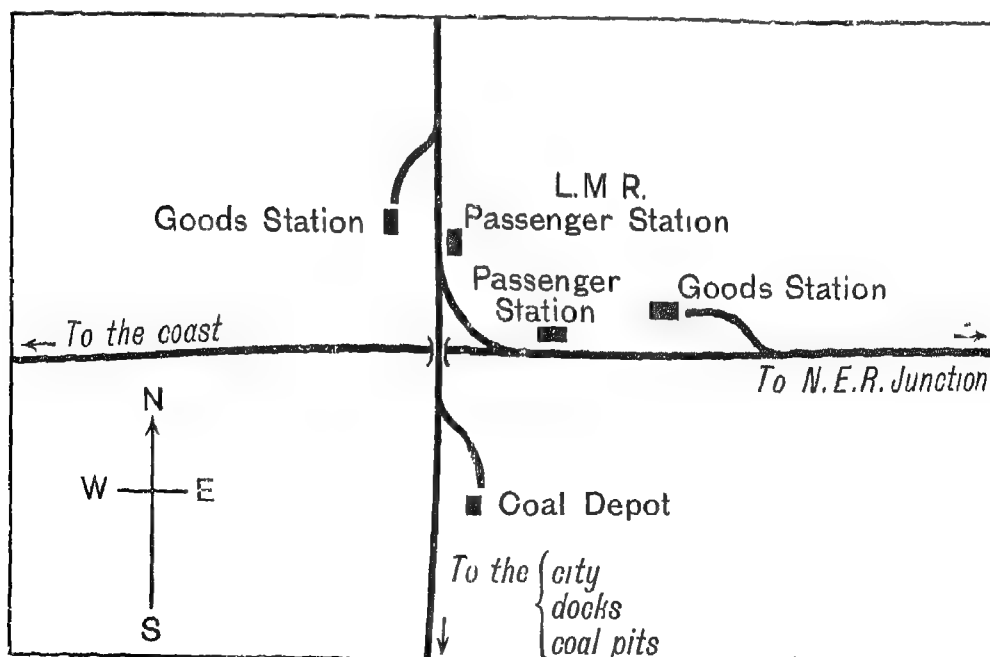 L.M R.
Goods Station
Passenger Station
Passenger
Station
Goods Station
To the coast
To N.E.R. Junction
N
W E
S
Coal Depot
To the { city
docks
coal pits